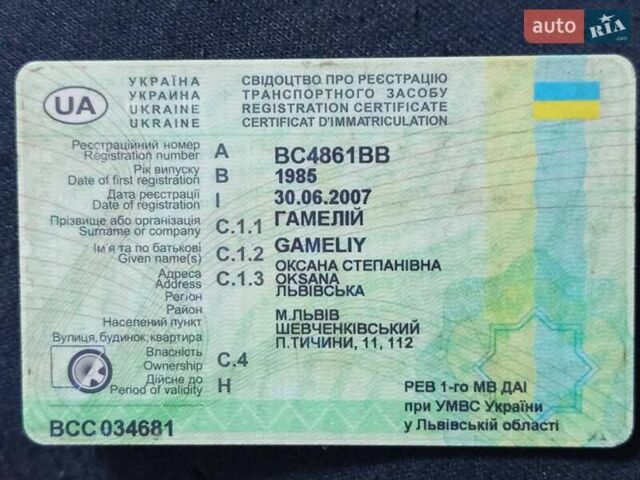 auto RIA.com
УКРАЇНА
УКРАИНА
UKRAINE
UKRAINE
СВІДОЦТВО ПРО РЕЄСТРАЦІЮ
ТРАНСПОРТНОГО ЗАСОБУ
REGISTRATION CERTIFICATE
CERTIFICAT D'IMMATRICULATION
UA
Реєстраційний номер
Registration number A BC4861BB
Рік випуску
Date of first registration B 1985
Дата реєстрації
Date of registration I 30.06.2007
Прізвище або організація
Surname or company C.1.1 ГАМЕЛІЙ
GAMELIY
Ім'я та по батькові
Given name(s) C.1.2 ОКСАНА СТЕПАНІВНА
OKSANA
Адреса
Address C.1.3
Регіон ЛЬВІВСЬКА
Район
Населений пункт М.ЛЬВІВ
ШЕВЧЕНКІВСЬКИЙ
Вулиця, будинок, квартира П.ТИЧИНИ, 11, 112
Власність
Ownership C.4
Дійсне до
Period of validity H
РЕВ 1-го МВ ДАІ
при УМВС України
у Львівській області
BCC 034681